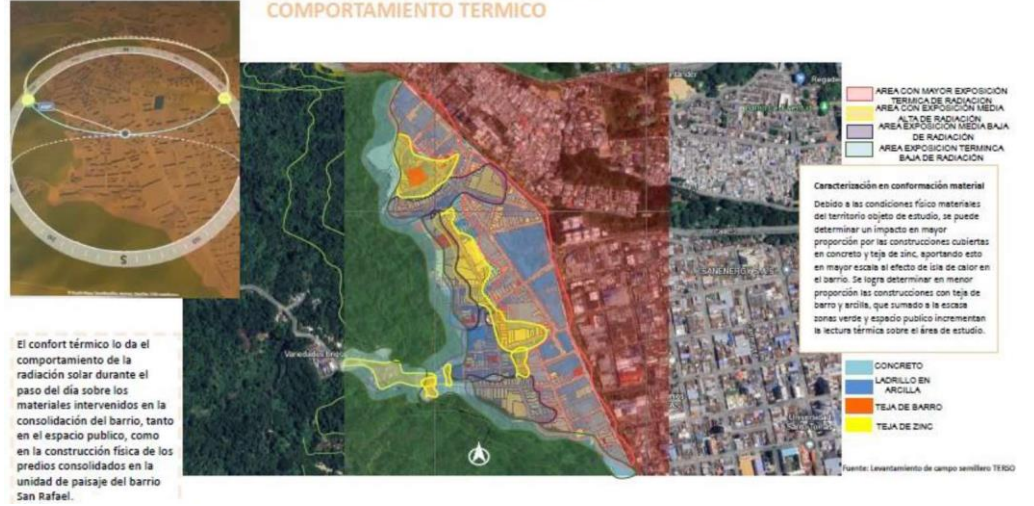 COMPORTAMIENTO TERMICO
AREA CON MAYOR EXPOSICIÓN
TERMICA DE RADIACION
AREA CON EXPOSICIÓN MEDIA
ALTA DE RADIACIÓN
AREA EXPOSICIÓN MEDIA BAJA
DE RADIACIÓN
AREA EXPOSICION TERMINCA
BAJA DE RADIACIÓN
Caracterización en conformación material
Debido a las condiciones físico materiales
del territorio objeto de estudio, se puede
determinar un impacto en mayor
proporción por las construcciones cubiertas
en concreto y teja de zinc, aportando esto
en mayor escala al efecto de isla de calor en
el barrio. Se logra determinar en menor
proporción las construcciones con teja de
barro y arcilla, que sumado a la escasa
zonas verde y espacio publico incrementan
la lectura térmica sobre el área de estudio.
El confort térmico lo da el
comportamiento de la
radiación solar durante el
paso del día sobre los
materiales intervenidos en la
consolidación del barrio, tanto
en el espacio publico, como
en la construcción física de los
predios consolidados en la
unidad de paisaje del barrio
San Rafael.
CONCRETO
LADRILLO EN
ARCILLA
TEJA DE BARRO
TEJA DE ZINC
Fuente: Levantamiento de campo semillero TERSO
S